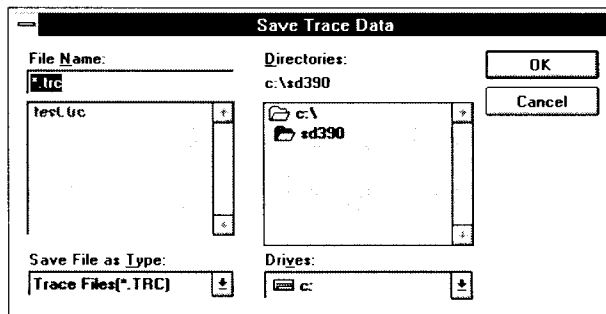 Save Trace Data
File Name:
*.trc
test.trc
Save File as Type:
Trace Files(*.TRC)
Directories:
c:\sd390
c:\
sd390
Drives:
c:
OK
Cancel